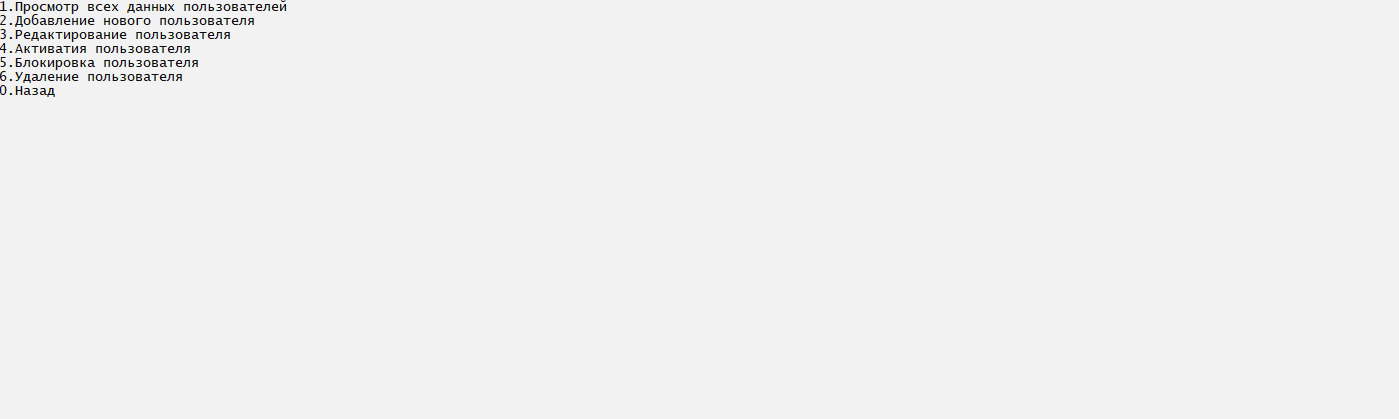 1.Просмотр всех данных пользователей
2.Добавление нового пользователя
3.Редактирование пользователя
4.Активатия пользователя
5.Блокировка пользователя
6.Удаление пользователя
0.Назад